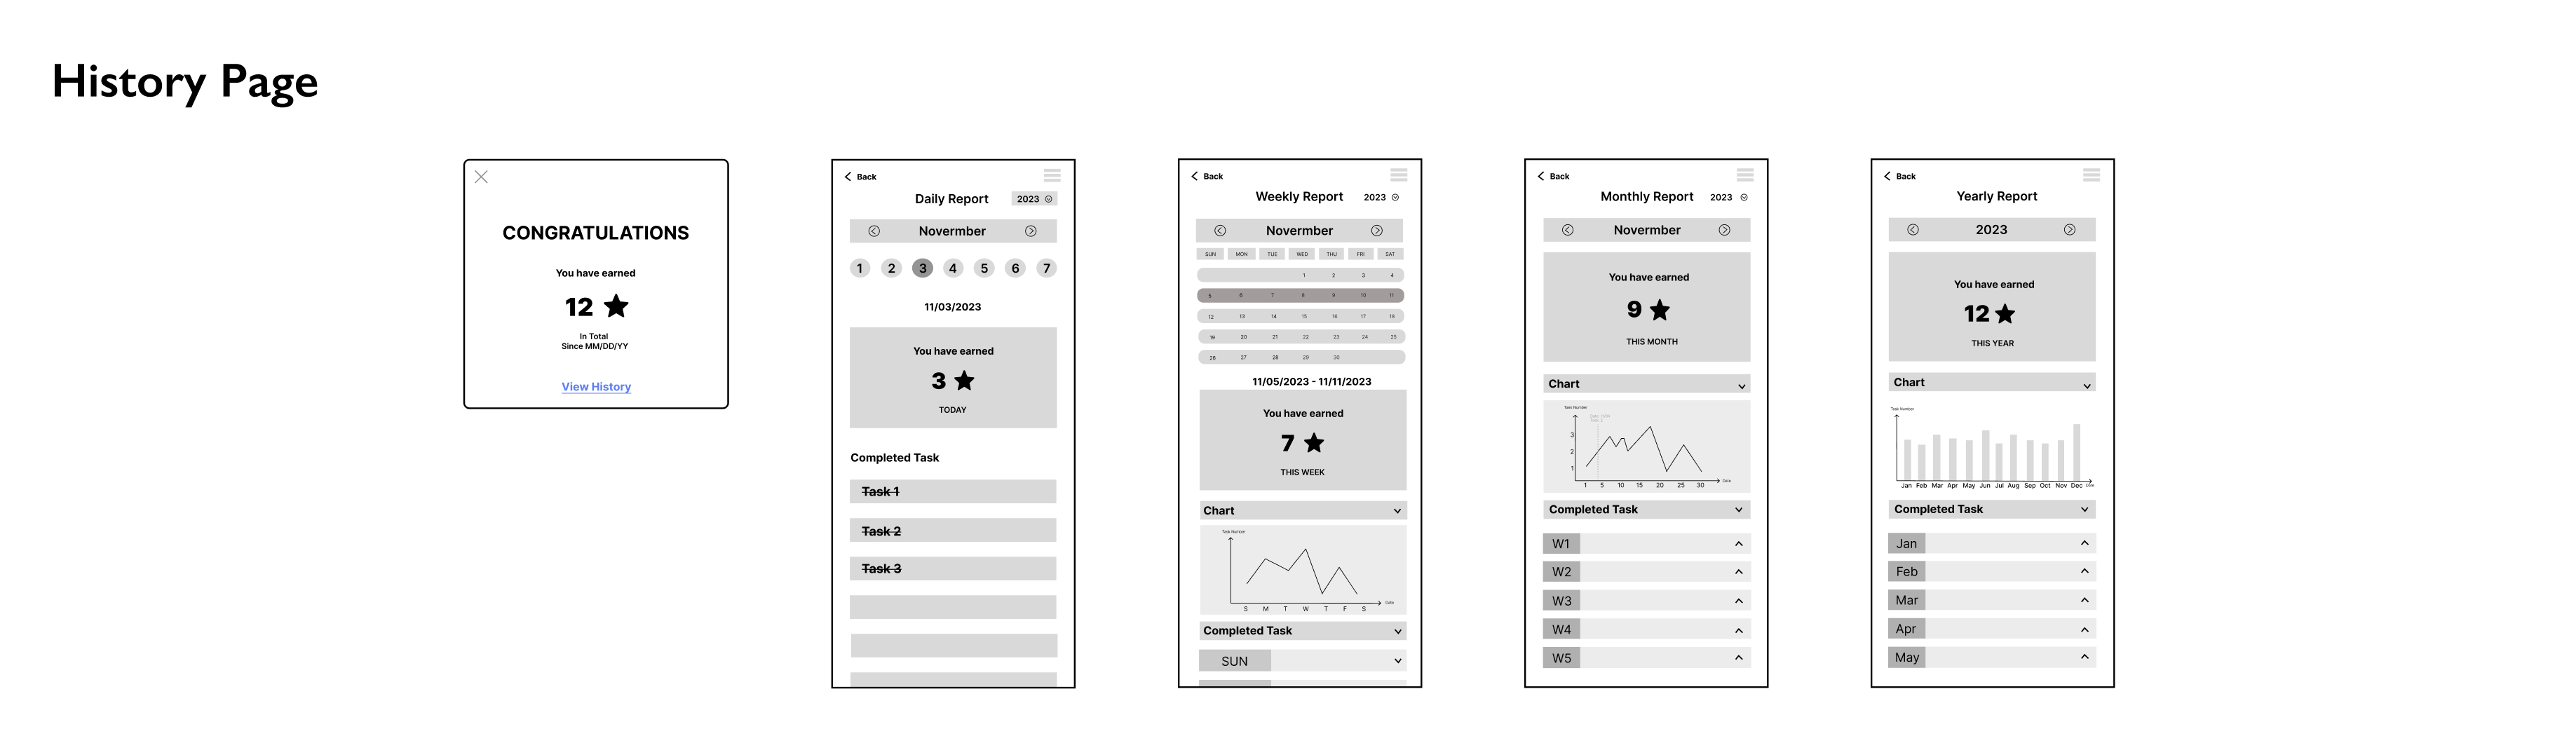 History Page
CONGRATULATIONS
You have earned
12
In Total
Since MM/DD/YY
View History
Back
Daily Report
2023
Novermber
1 2 3 4 5 6 7
11/03/2023
You have earned
3
TODAY
Completed Task
Task 1
Task 2
Task 3
Back
Weekly Report
2023
Novermber
SUN MON TUE WED THU FRI SAT
1 2 3 4
5 6 7 8 9 10 11
12 13 14 15 16 17 18
19 20 21 22 23 24 25
26 27 28 29 30
11/05/2023 - 11/11/2023
You have earned
7
THIS WEEK
Chart
Task Number
S M T W T F S
Date
Completed Task
SUN
Back
Monthly Report
2023
Novermber
You have earned
9
THIS MONTH
Chart
Task Number
3
2
1
1 5 10 15 20 25 30
Date
Completed Task
W1
W2
W3
W4
W5
Back
Yearly Report
2023
You have earned
12
THIS YEAR
Chart
Task Number
Jan Feb Mar Apr May Jun Jul Aug Sep Oct Nov Dec
Date
Completed Task
Jan
Feb
Mar
Apr
May